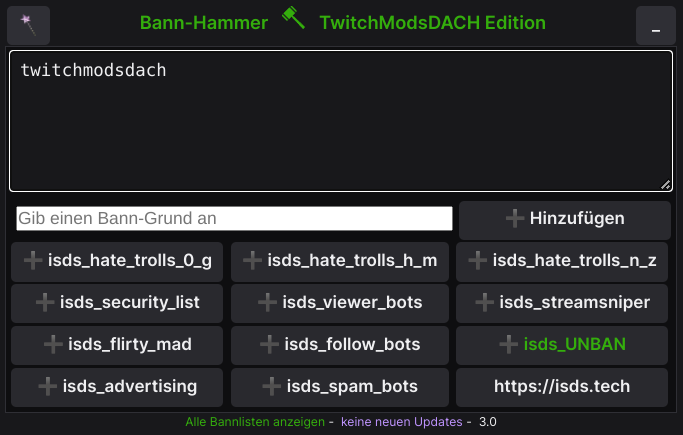 Bann-Hammer TwitchModsDACH Edition _
twitchmodsdach
Gib einen Bann-Grund an + Hinzufügen
+ isds_hate_trolls_0_g + isds_hate_trolls_h_m + isds_hate_trolls_n_z
+ isds_security_list + isds_viewer_bots + isds_streamsniper
+ isds_flirty_mad + isds_follow_bots + isds_UNBAN
+ isds_advertising + isds_spam_bots https://isds.tech
Alle Bannlisten anzeigen - keine neuen Updates - 3.0